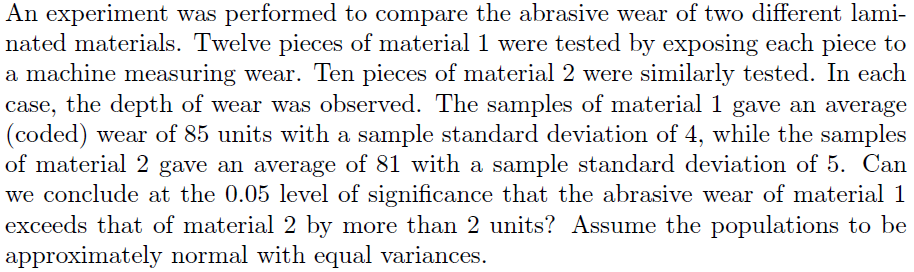 An experiment was performed to compare the abrasive wear of two different lami-
nated materials. Twelve pieces of material 1 were tested by exposing each piece to
a machine measuring wear. Ten pieces of material 2 were similarly tested. In each
case, the depth of wear was observed. The samples of material 1 gave an average
(coded) wear of 85 units with a sample standard deviation of 4, while the samples
of material 2 gave an average of 81 with a sample standard deviation of 5. Can
we conclude at the 0.05 level of significance that the abrasive wear of material 1
exceeds that of material 2 by more than 2 units? Assume the populations to be
approximately normal with equal variances.